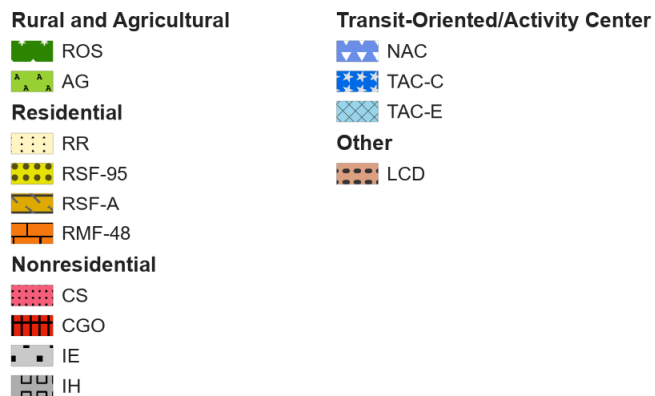 Rural and Agricultural
ROS
AG
Residential
RR
RSF-95
RSF-A
RMF-48
Nonresidential
CS
CGO
IE
IH
Transit-Oriented/Activity Center
NAC
TAC-C
TAC-E
Other
LCD